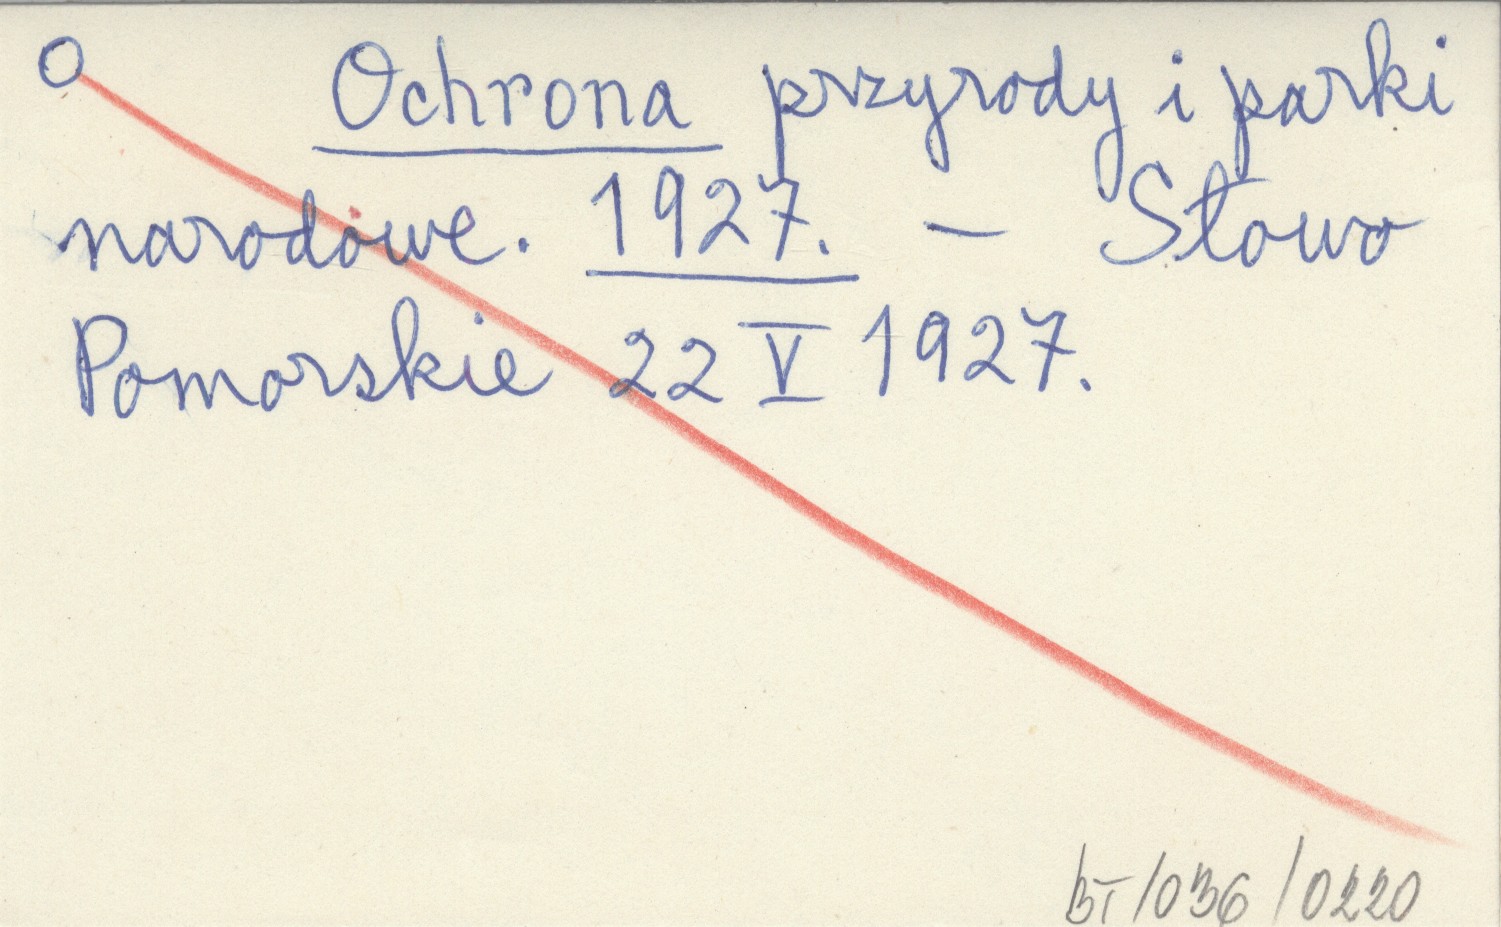 O
Ochrona przyrody i parki
narodowe. 1927. – Słowo
Pomorskie 22 V 1927.
BT/036/0220